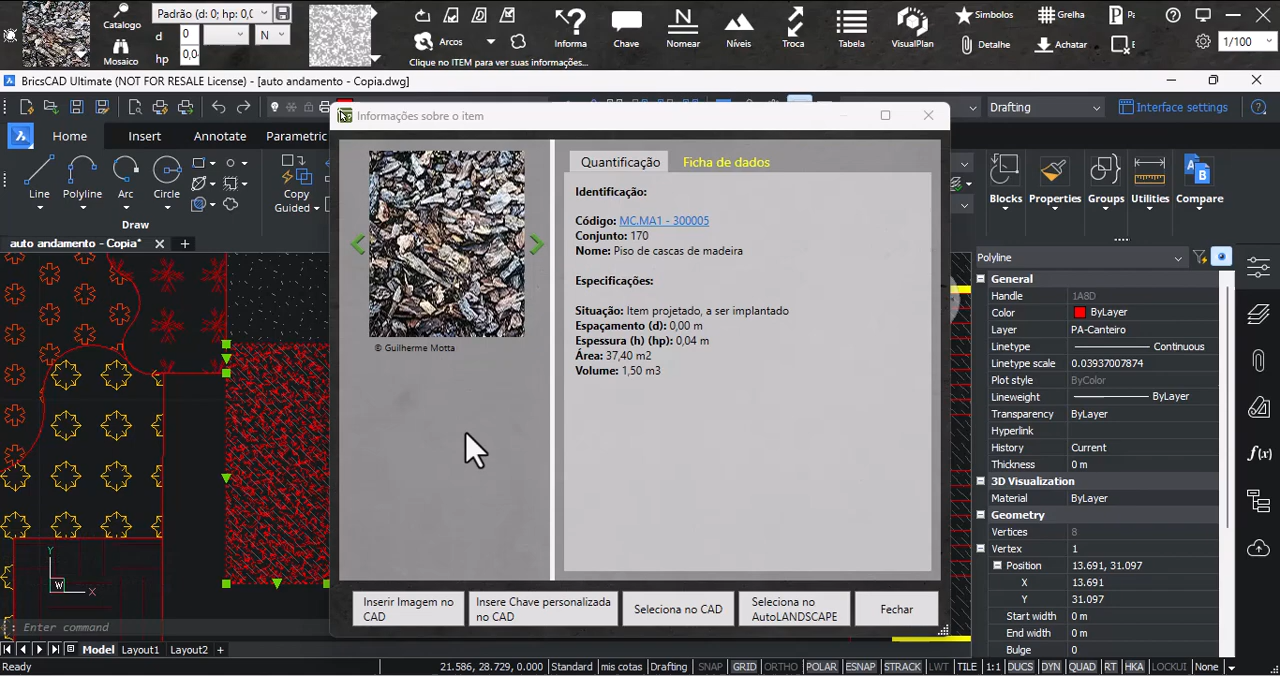 Catalogo
Mosaico
Padrão (d: 0; hp: 0,0
d 0 N
hp 0,0
Arcos
Clique no ITEM para ver suas informações...
Informa
Chave
Nomear
Níveis
Troca
Tabela
VisualPlan
Simbolos
Detalhe
Grelha
Achatar
1/100
BricsCAD Ultimate (NOT FOR RESALE License) - [auto andamento - Copia.dwg]
Drafting
Interface settings
Home Insert Annotate Parametric
Line Polyline Arc Circle
Copy
Guided
Draw
Blocks Properties Groups Utilities Compare
auto andamento - Copia*
Informações sobre o item
© Guilherme Motta
Quantificação Ficha de dados
Identificação:
Código: MC.MA1 - 300005
Conjunto: 170
Nome: Piso de cascas de madeira
Especificações:
Situação: Item projetado, a ser implantado
Espaçamento (d): 0,00 m
Espessura (h) (hp): 0,04 m
Área: 37,40 m2
Volume: 1,50 m3
Inserir Imagem no
CAD
Insere Chave personalizada
no CAD
Seleciona no CAD
Seleciona no
AutoLANDSCAPE
Fechar
Polyline
General
Handle 1A8D
Color ByLayer
Layer PA-Canteiro
Linetype Continuous
Linetype scale 0.03937007874
Plot style ByColor
Lineweight ByLayer
Transparency ByLayer
Hyperlink
History Current
Thickness 0 m
3D Visualization
Material ByLayer
Geometry
Vertices 8
Vertex 1
Position 13.691, 31.097
X 13.691
Y 31.097
Start width 0 m
End width 0 m
Bulge 0
f(x)
Y
W
X
: Enter command
Model Layout1 Layout2 +
Ready
21.586, 28.729, 0.000 Standard mis cotas Drafting SNAP GRID ORTHO POLAR ESNAP STRACK LWT TILE 1:1 DUCS DYN QUAD RT HKA LOCKUI None